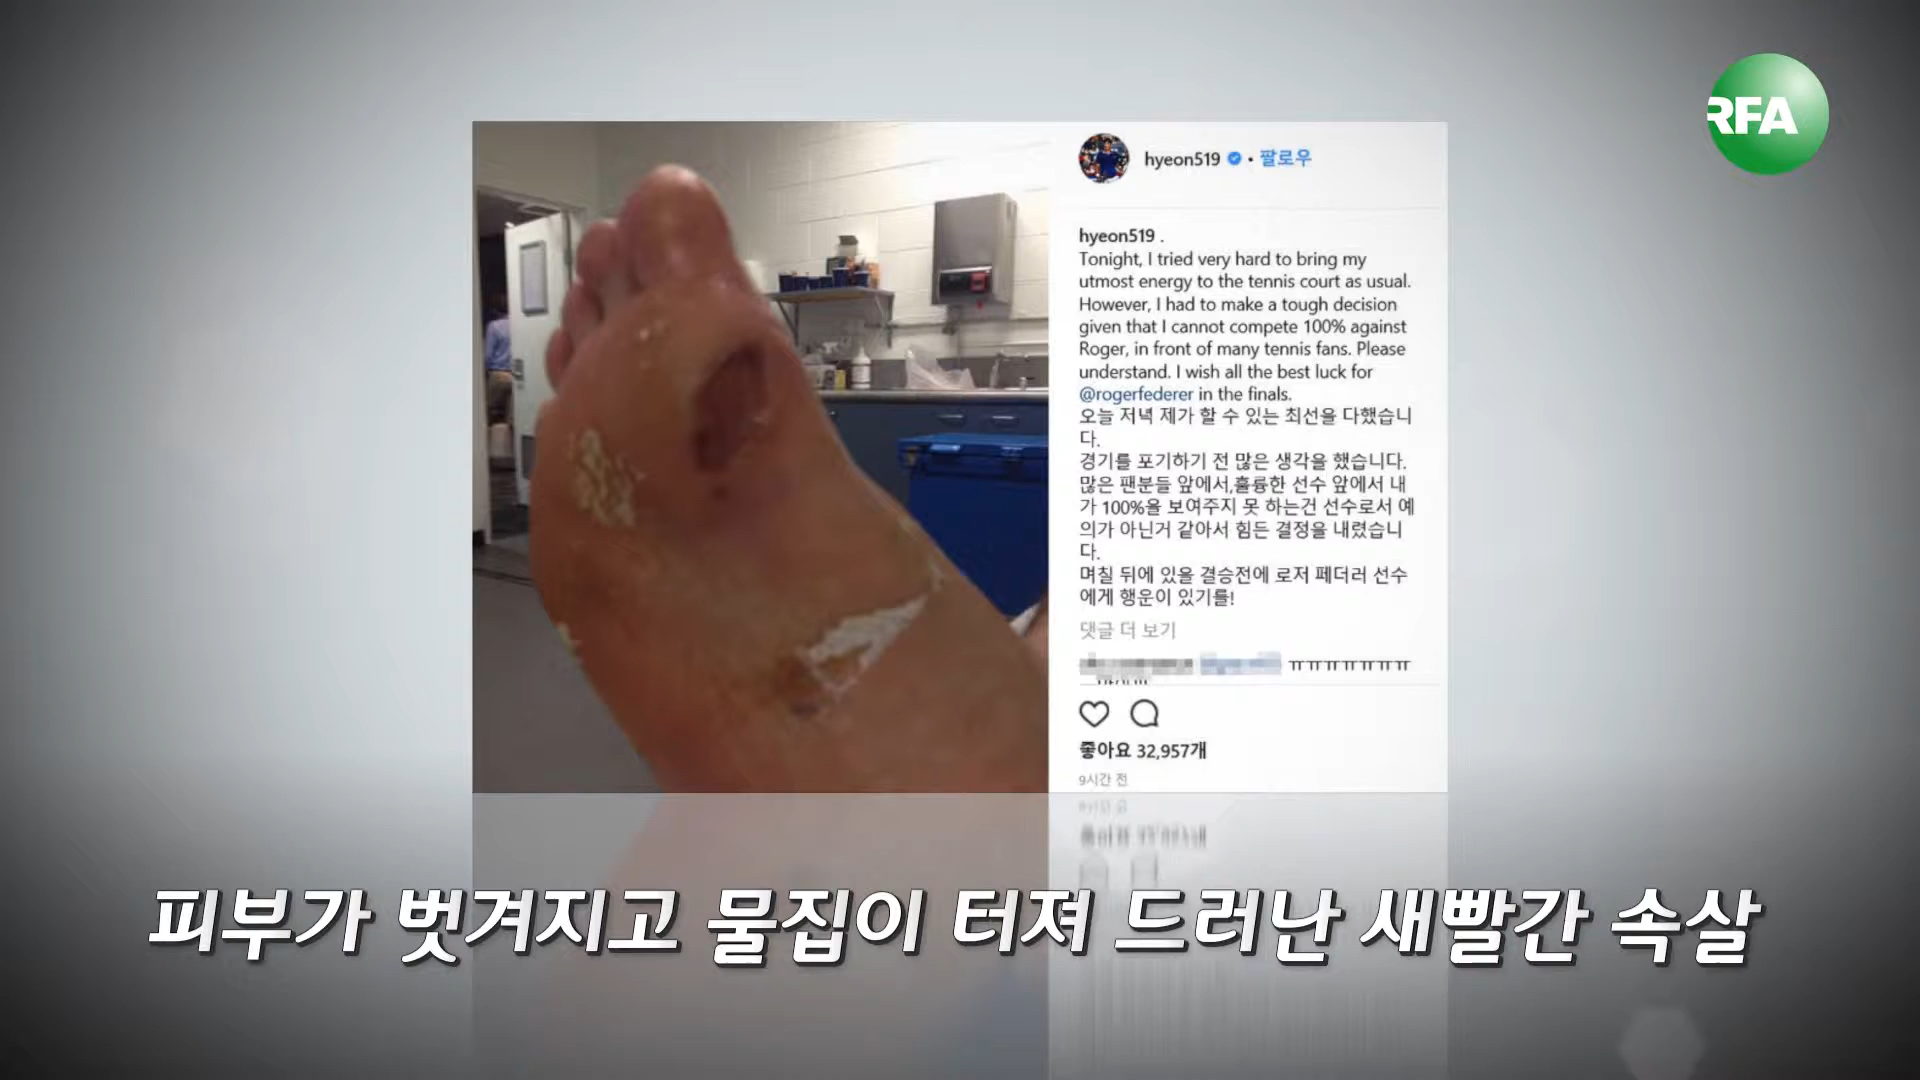 RFA
hyeon519 • 팔로우
hyeon519 .
Tonight, I tried very hard to bring my
utmost energy to the tennis court as usual.
However, I had to make a tough decision
given that I cannot compete 100% against
Roger, in front of many tennis fans. Please
understand. I wish all the best luck for
@rogerfederer in the finals.
오늘 저녁 제가 할 수 있는 최선을 다했습니
다.
경기를 포기하기 전 많은 생각을 했습니다.
많은 팬분들 앞에서,훌륭한 선수 앞에서 내
가 100%을 보여주지 못 하는건 선수로서 예
의가 아닌거 같아서 힘든 결정을 내렸습니
다.
며칠 뒤에 있을 결승전에 로저 페더러 선수
에게 행운이 있기를!
댓글 더 보기
ㅠㅠㅠㅠㅠㅠㅠ
좋아요 32,957개
9시간 전
피부가 벗겨지고 물집이 터져 드러난 새빨간 속살